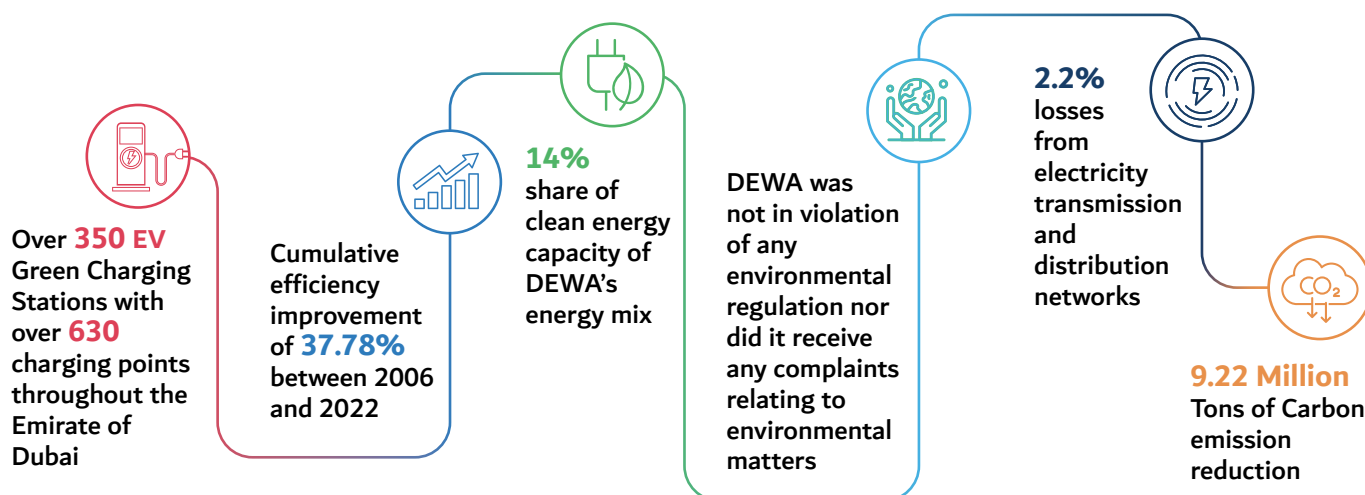 Over 350 EV
Green Charging
Stations with
over 630
charging points
throughout the
Emirate of
Dubai
Cumulative
efficiency
improvement
of 37.78%
between 2006
and 2022
14%
share of
clean energy
capacity of
DEWA's
energy mix
DEWA was
not in violation
of any
environmental
regulation nor
did it receive
any complaints
relating to
environmental
matters
2.2%
losses
from
electricity
transmission
and
distribution
networks
CO2
9.22 Million
Tons of Carbon
emission
reduction